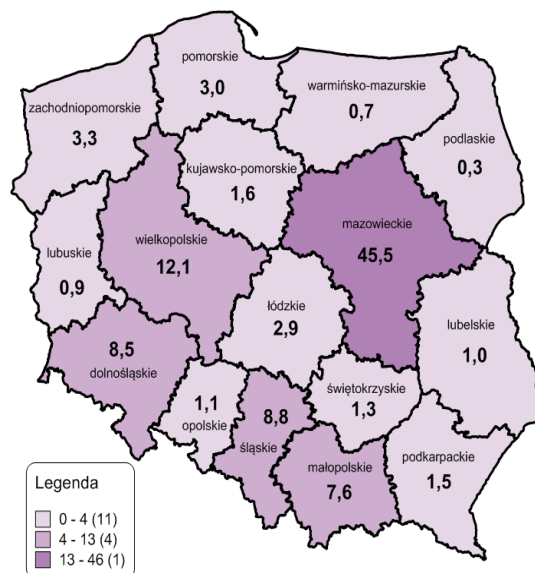 pomorskie
3,0
warmińsko-mazurskie
0,7
zachodniopomorskie
3,3
podlaskie
0,3
kujawsko-pomorskie
1,6
mazowieckie
45,5
wielkopolskie
12,1
lubuskie
0,9
łódzkie
2,9
lubelskie
1,0
8,5
dolnośląskie
1,1
opolskie
8,8
śląskie
świętokrzyskie
1,3
małopolskie
7,6
podkarpackie
1,5
Legenda
0 - 4 (11)
4 - 13 (4)
13 - 46 (1)